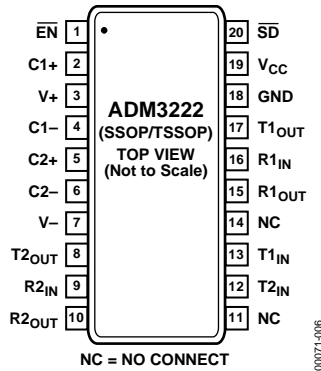 EN 1
C1+ 2
V+ 3
C1– 4
C2+ 5
C2– 6
V– 7
T2OUT 8
R2IN 9
R2OUT 10
ADM3222
(SSOP/TSSOP)
TOP VIEW
(Not to Scale)
20 SD
19 VCC
18 GND
17 T1OUT
16 R1IN
15 R1OUT
14 NC
13 T1IN
12 T2IN
11 NC
NC = NO CONNECT
00071-006